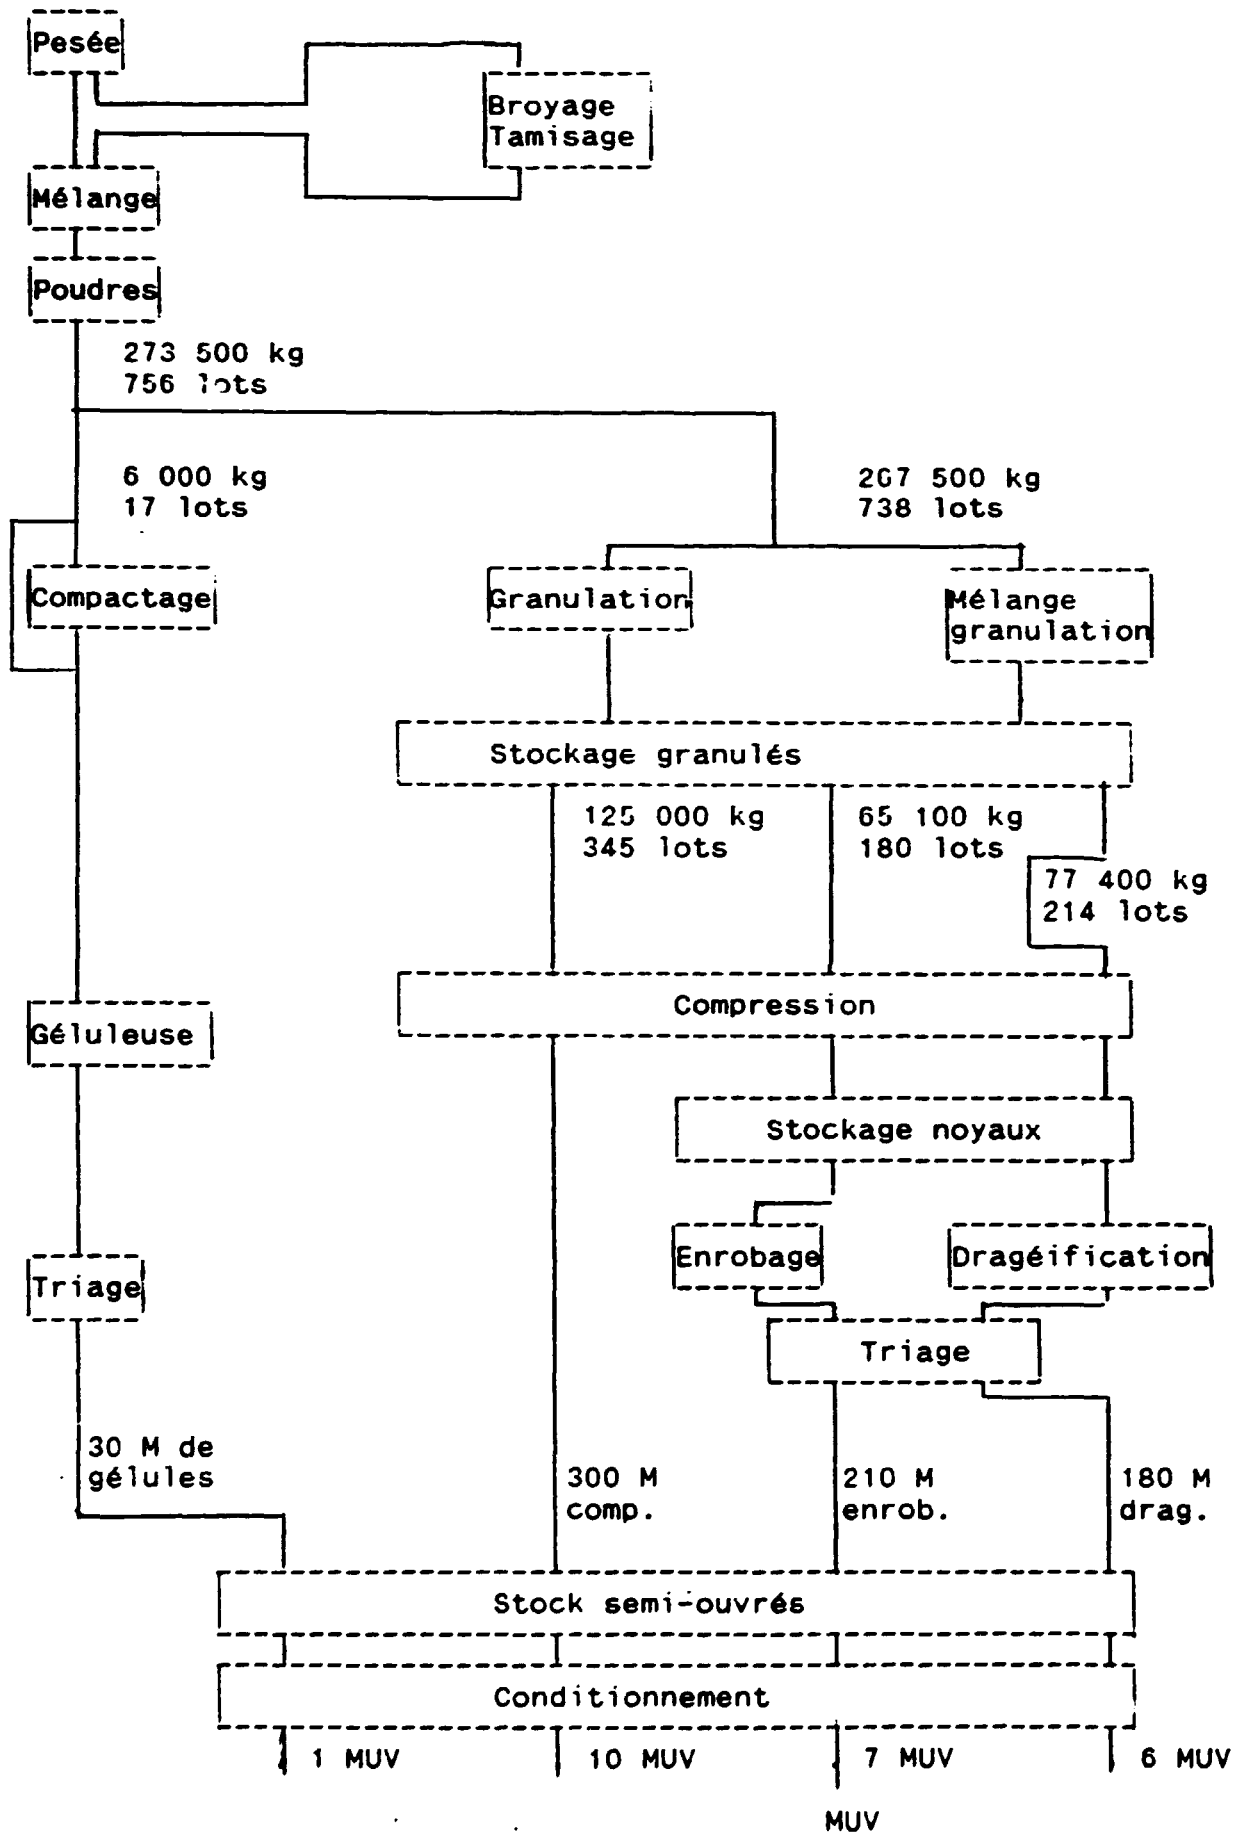 Pesée
Broyage
Tamisage
Mélange
Poudres
273 500 kg
756 lots
6 000 kg
17 lots
267 500 kg
738 lots
Compactage
Granulation
Mélange
granulation
Stockage granulés
125 000 kg
345 lots
65 100 kg
180 lots
77 400 kg
214 lots
Compression
Géluleuse
Stockage noyaux
Enrobage
Dragéification
Triage
Triage
30 M de
gélules
300 M
comp.
210 M
enrob.
180 M
drag.
Stock semi-ouvrés
Conditionnement
1 MUV
10 MUV
7 MUV
6 MUV
MUV